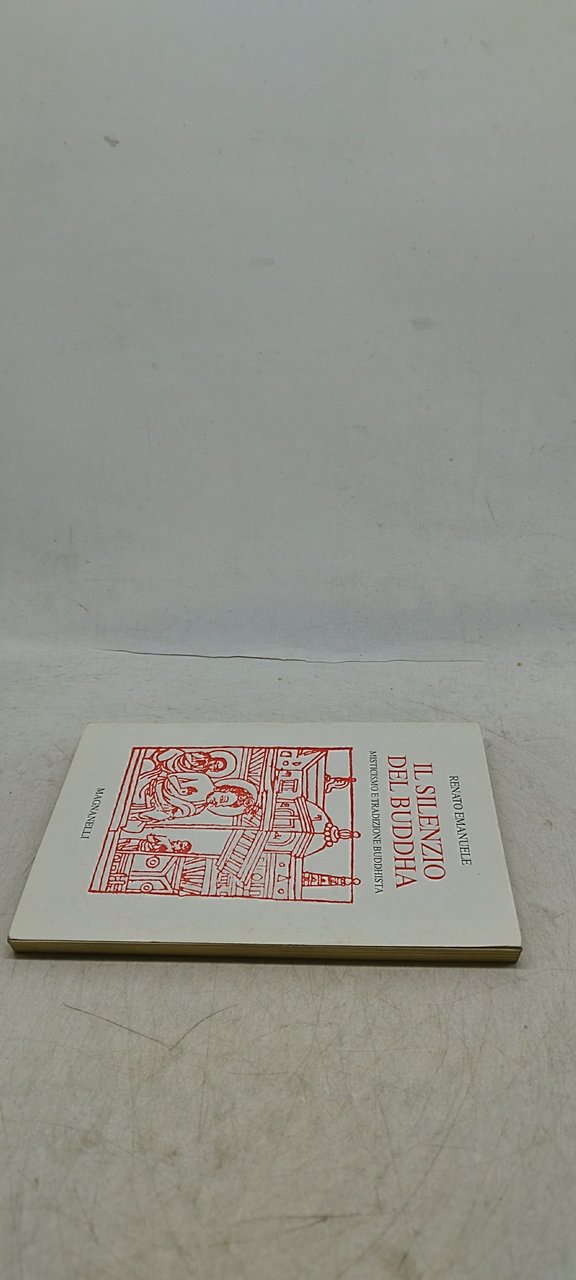 RENATO EMANUELE
IL SILENZIO
DEL BUDDHA
MISTICISMO E TRADIZIONE BUDDHISTA
MAGNANELLI